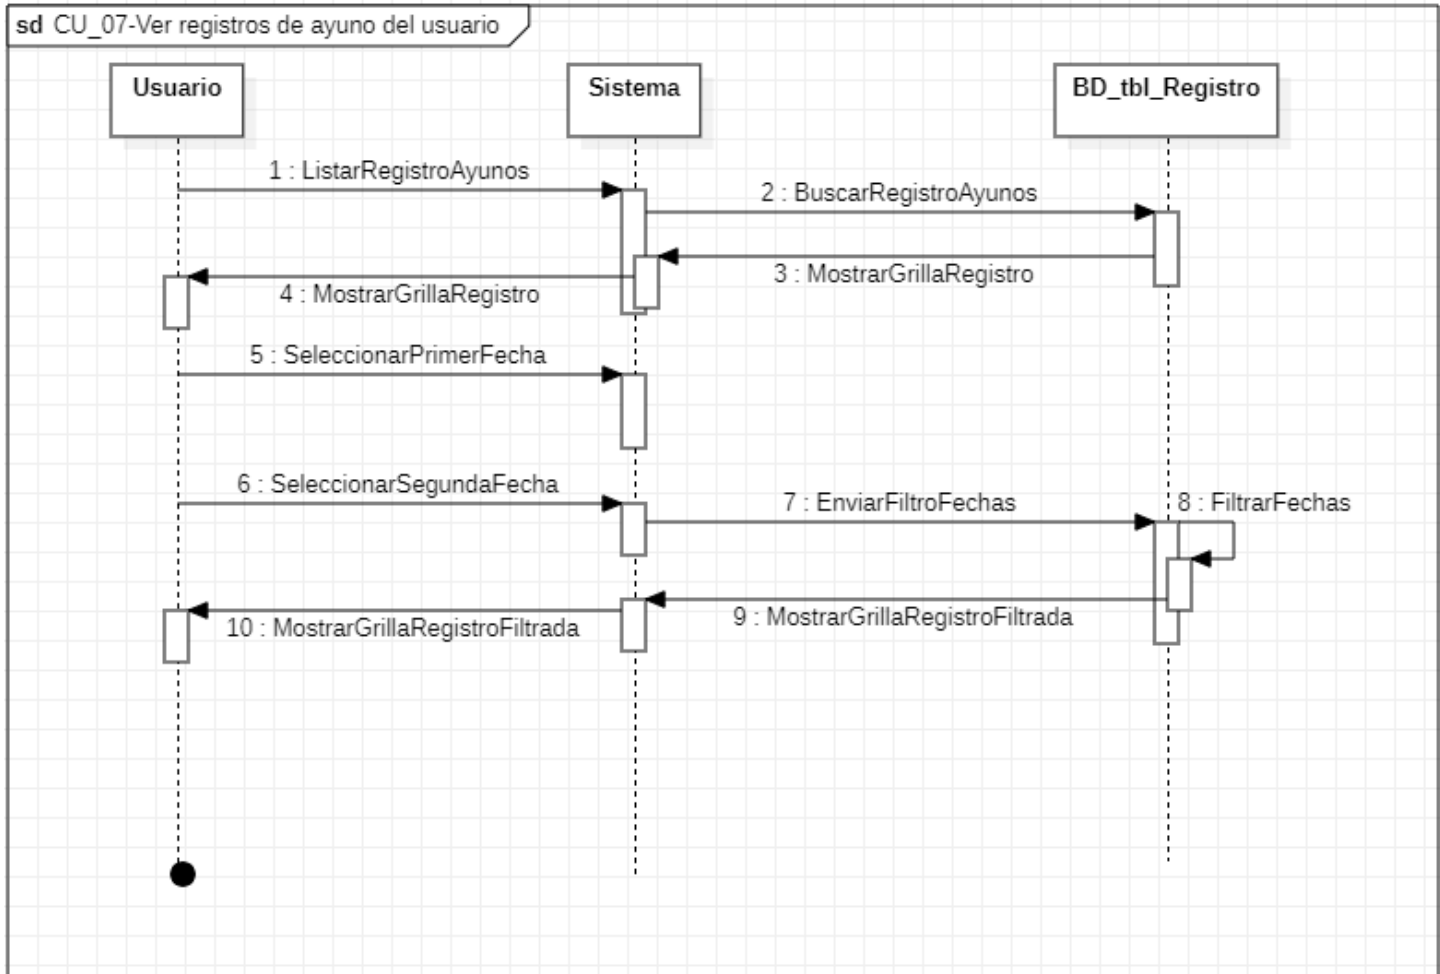 sd CU_07-Ver registros de ayuno del usuario
Usuario
Sistema
BD_tbl_Registro
1 : ListarRegistroAyunos
2 : BuscarRegistroAyunos
3 : MostrarGrillaRegistro
4 : MostrarGrillaRegistro
5 : SeleccionarPrimerFecha
6 : SeleccionarSegundaFecha
7 : EnviarFiltroFechas
8 : FiltrarFechas
9 : MostrarGrillaRegistroFiltrada
10 : MostrarGrillaRegistroFiltrada